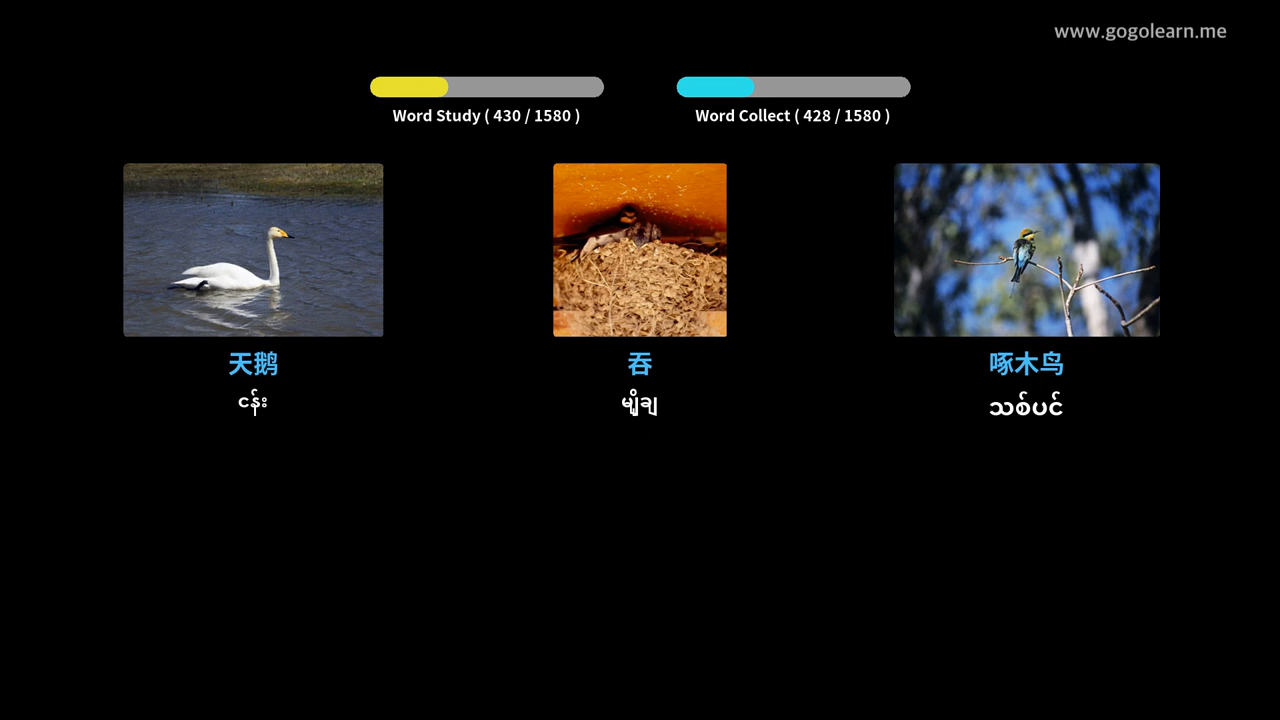 www.gogolearn.me
Word Study ( 430 / 1580 )
Word Collect ( 428 / 1580 )
天鹅
吞
啄木鸟
ငန်း
မျိုချ
သစ်ပင်